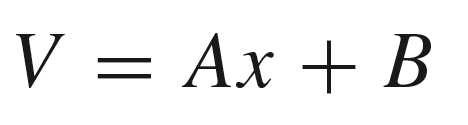 V = Ax + B